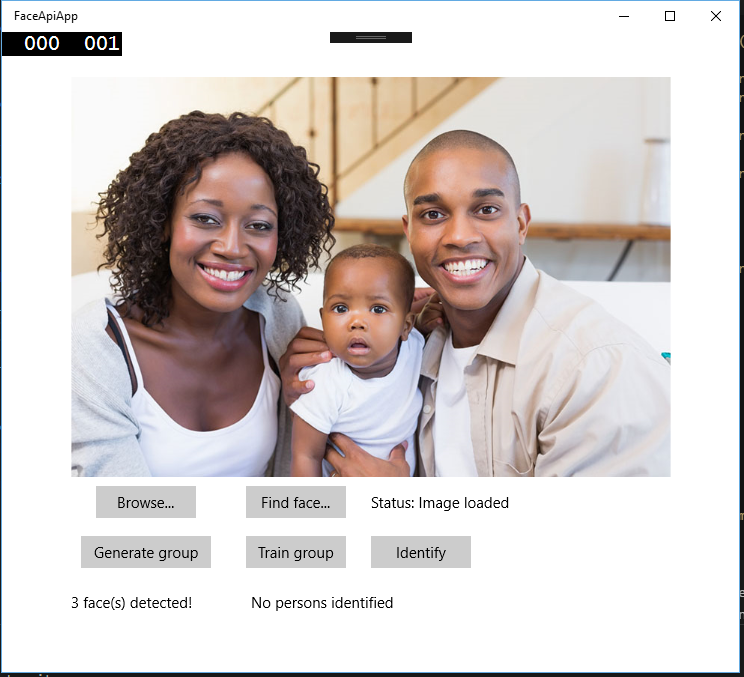 FaceApiApp
000 001
Browse... Find face... Status: Image loaded
Generate group Train group Identify
3 face(s) detected! No persons identified